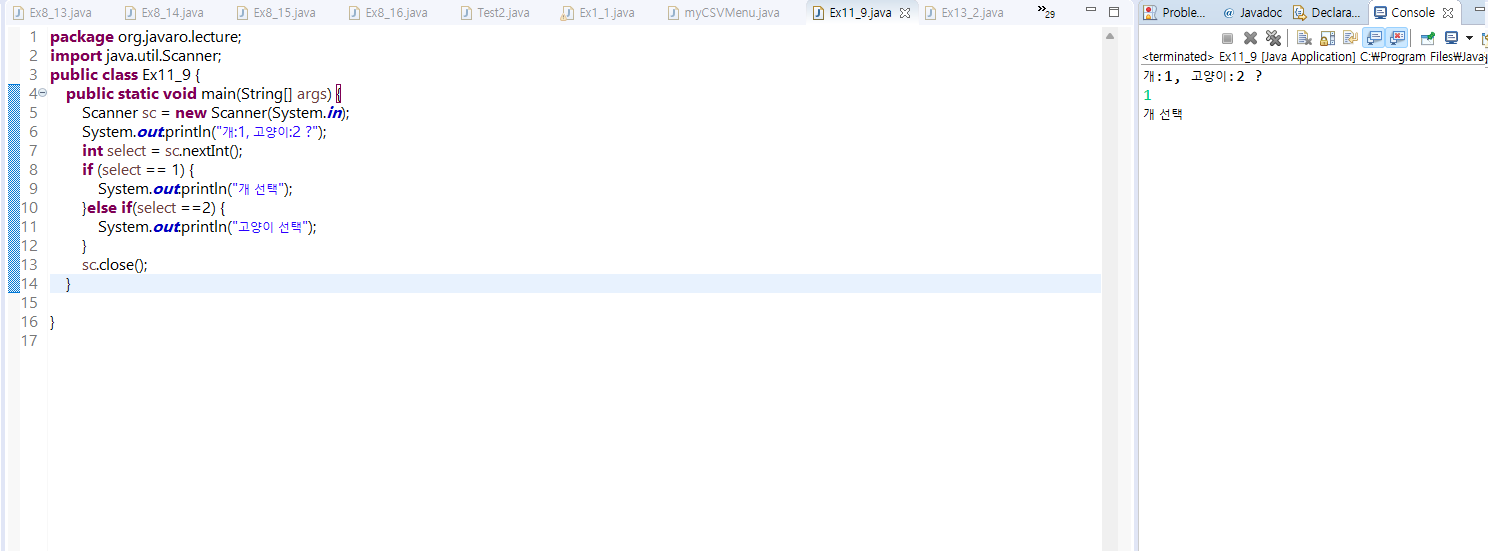 Ex8_13.java Ex8_14.java Ex8_15.java Ex8_16.java Test2.java Ex1_1.java myCSVMenu.java Ex11_9.java Ex13_2.java »29
1 package org.javaro.lecture;
2 import java.util.Scanner;
3 public class Ex11_9 {
4 public static void main(String[] args) {
5 Scanner sc = new Scanner(System.in);
6 System.out.println("개:1, 고양이:2 ?");
7 int select = sc.nextInt();
8 if (select == 1) {
9 System.out.println("개 선택");
10 }else if(select ==2) {
11 System.out.println("고양이 선택");
12 }
13 sc.close();
14 }
15
16 }
17
Proble... @ Javadoc Declara... Console
<terminated> Ex11_9 [Java Application] C:₩Program Files₩Java
개:1, 고양이:2 ?
1
개 선택